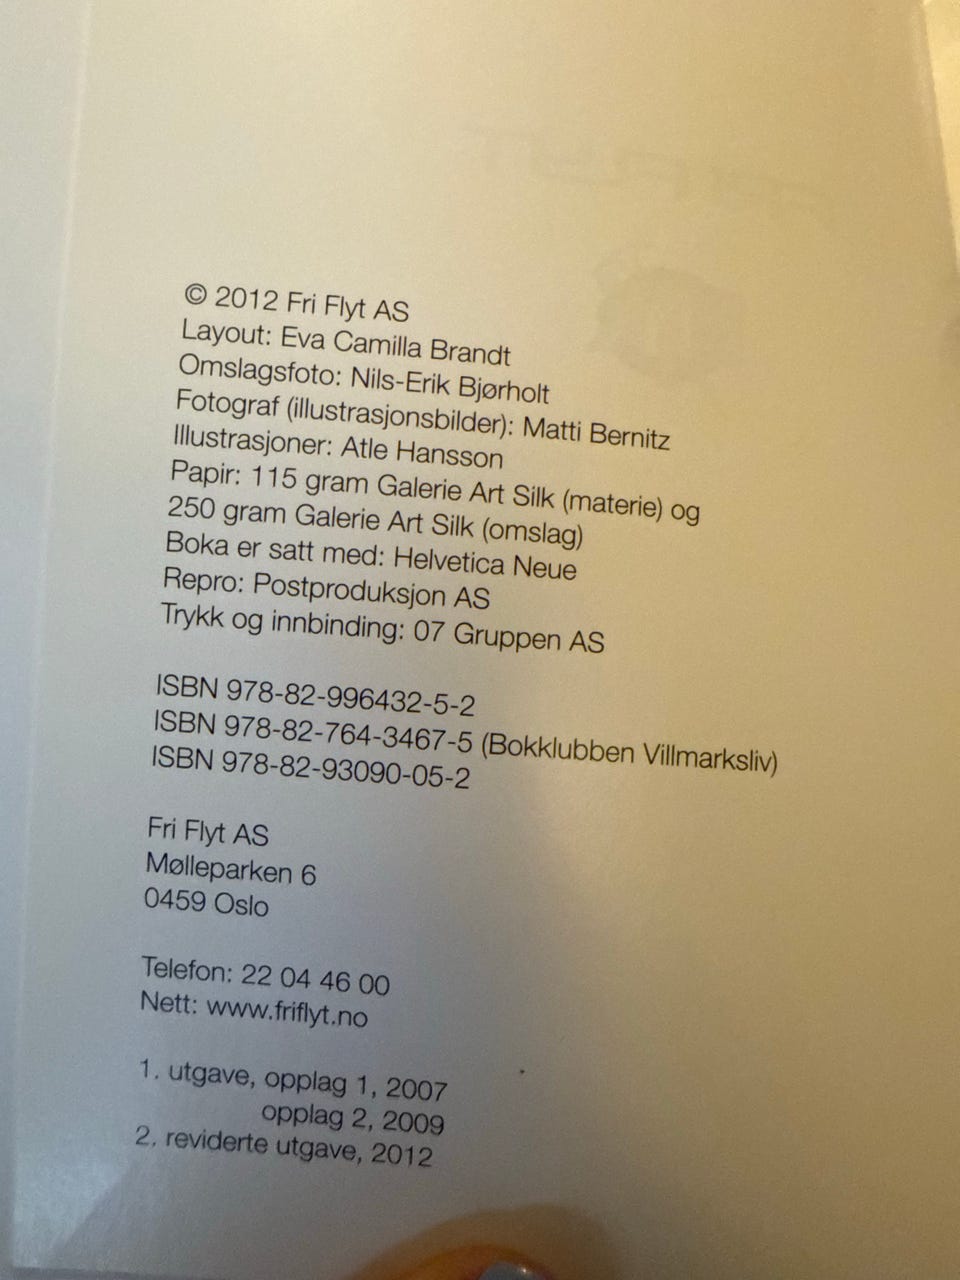 © 2012 Fri Flyt AS
Layout: Eva Camilla Brandt
Omslagsfoto: Nils-Erik Bjørholt
Fotograf (illustrasjonsbilder): Matti Bernitz
Illustrasjoner: Atle Hansson
Papir: 115 gram Galerie Art Silk (materie) og
250 gram Galerie Art Silk (omslag)
Boka er satt med: Helvetica Neue
Repro: Postproduksjon AS
Trykk og innbinding: 07 Gruppen AS
ISBN 978-82-996432-5-2
ISBN 978-82-764-3467-5 (Bokklubben Villmarksliv)
ISBN 978-82-93090-05-2
Fri Flyt AS
Mølleparken 6
0459 Oslo
Telefon: 22 04 46 00
Nett: www.friflyt.no
1. utgave, opplag 1, 2007
opplag 2, 2009
2. reviderte utgave, 2012